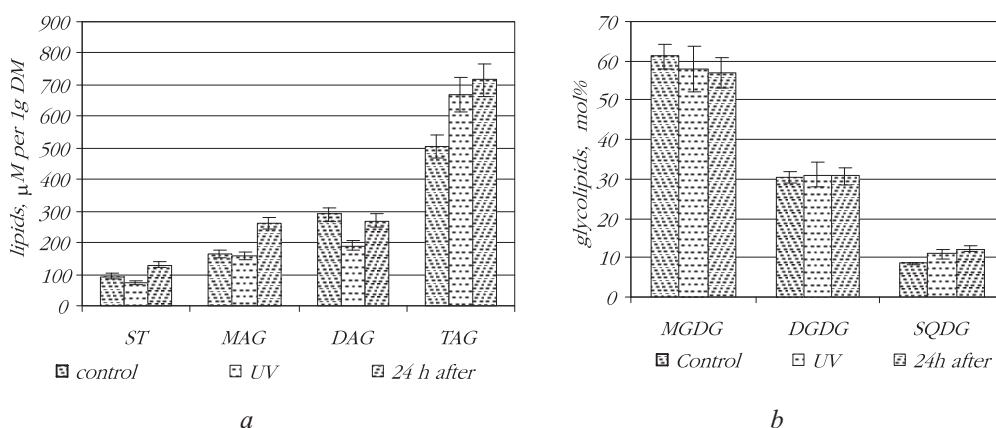 lipids, µM per 1g DM
900
800
700
600
500
400
300
200
100
0
ST MAG DAG TAG
control UV 24 h after
a
glycolipids, mol%
70
60
50
40
30
20
10
0
MGDG DGDG SQDG
Control UV 24h after
b